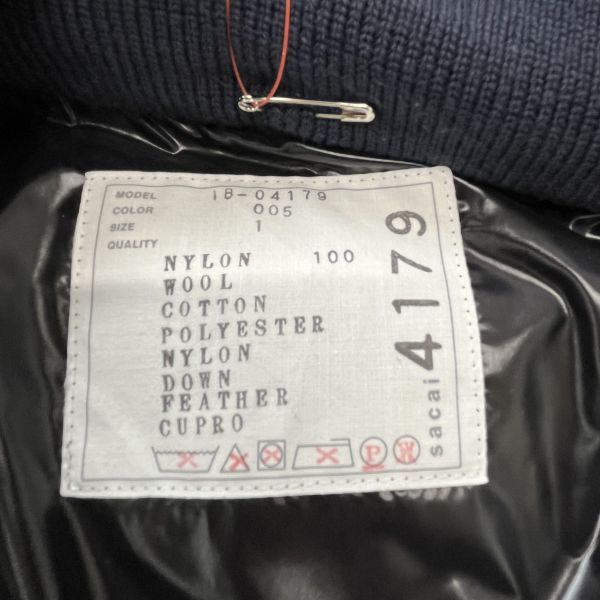 MODEL 18-04179
COLOR 005
SIZE 1
QUALITY
NYLON 100
WOOL
COTTON
POLYESTER
NYLON
DOWN
FEATHER
CUPRO
P W
sacai 4179